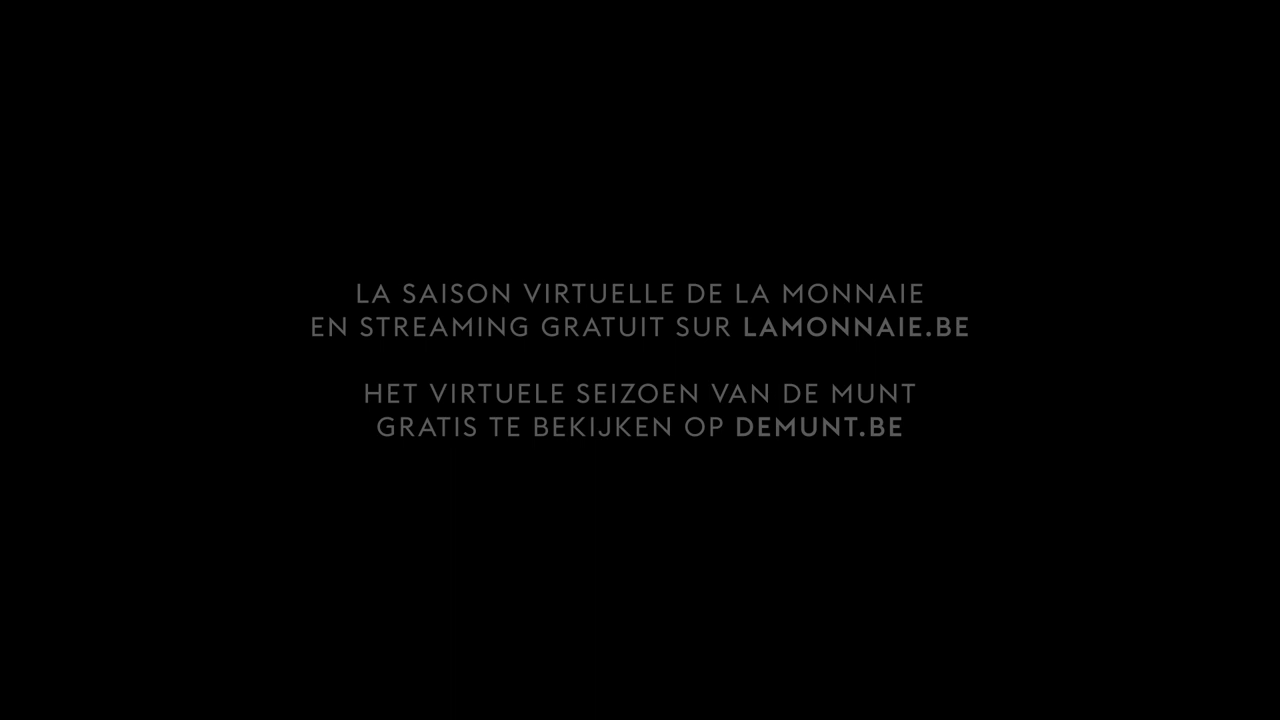 LA SAISON VIRTUELLE DE LA MONNAIE
EN STREAMING GRATUIT SUR LAMONNAIE.BE
HET VIRTUELE SEIZOEN VAN DE MUNT
GRATIS TE BEKIJKEN OP DEMUNT.BE